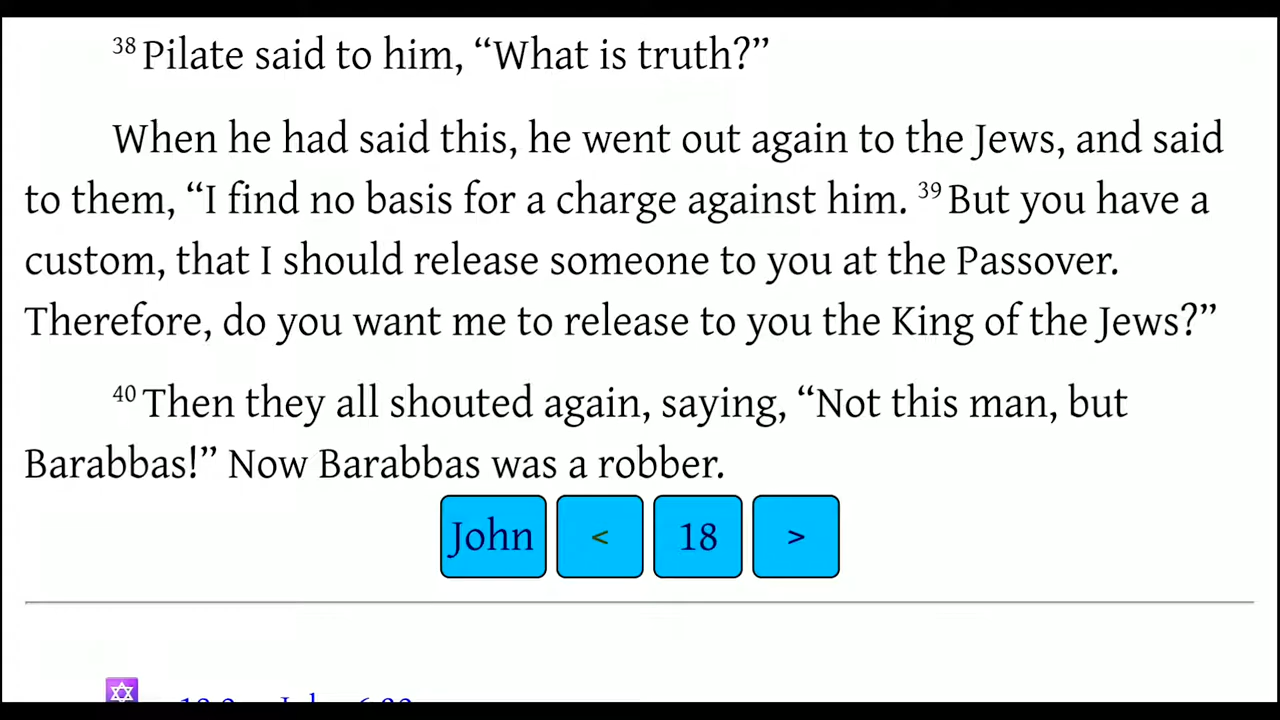 38 Pilate said to him, “What is truth?”
When he had said this, he went out again to the Jews, and said
to them, “I find no basis for a charge against him. 39 But you have a
custom, that I should release someone to you at the Passover.
Therefore, do you want me to release to you the King of the Jews?”
40 Then they all shouted again, saying, “Not this man, but
Barabbas!” Now Barabbas was a robber.
John < 18 >